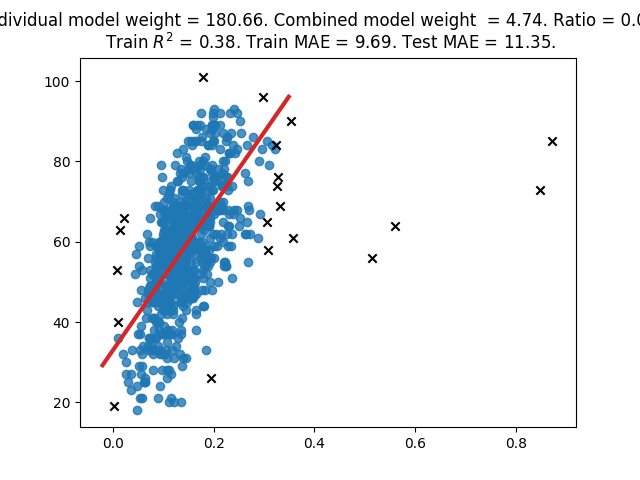 dividual model weight = 180.66. Combined model weight = 4.74. Ratio = 0.0
Train R² = 0.38. Train MAE = 9.69. Test MAE = 11.35.
100
80
60
40
20
0.0 0.2 0.4 0.6 0.8